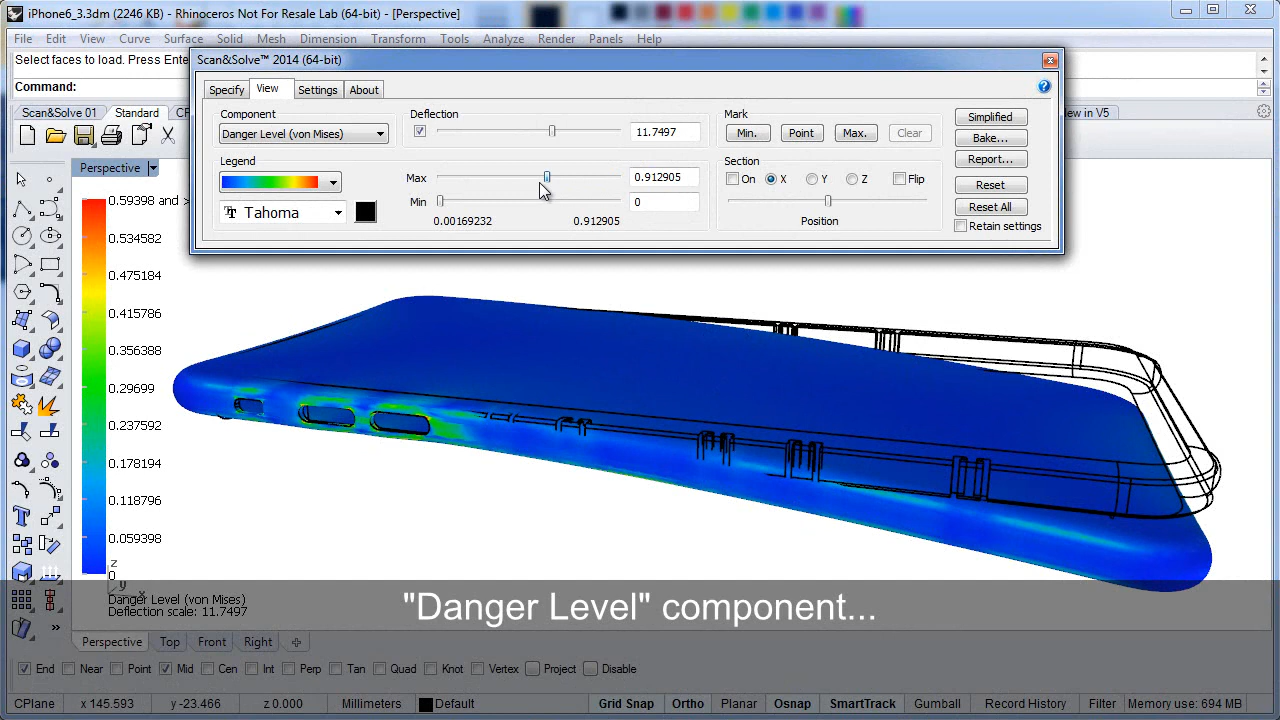 iPhone6_3.3dm (2246 KB) - Rhinoceros Not For Resale Lab (64-bit) - [Perspective]
File Edit View Curve Surface Solid Mesh Dimension Transform Tools Analyze Render Panels Help
Select faces to load. Press Ente
Command:
Scan&Solve™ 2014 (64-bit)
Specify View Settings About
Component
Danger Level (von Mises)
Deflection
11.7497
Mark
Min. Point Max. Clear
Simplified
Bake...
Report...
Reset
Reset All
Retain settings
Legend
Tahoma
Max 0.912905
Min 0
0.00169232 0.912905
Section
On X Y Z Flip
Position
Scan&Solve 01 Standard
ew in V5
Perspective
0.59398 and >
0.534582
0.475184
0.415786
0.356388
0.29699
0.237592
0.178194
0.118796
0.059398
0
z
y
x
Danger Level (von Mises)
Deflection scale: 11.7497
"Danger Level" component...
Perspective Top Front Right
End Near Point Mid Cen Int Perp Tan Quad Knot Vertex Project Disable
CPlane x 145.593 y -23.466 z 0.000 Millimeters Default Grid Snap Ortho Planar Osnap SmartTrack Gumball Record History Filter Memory use: 694 MB